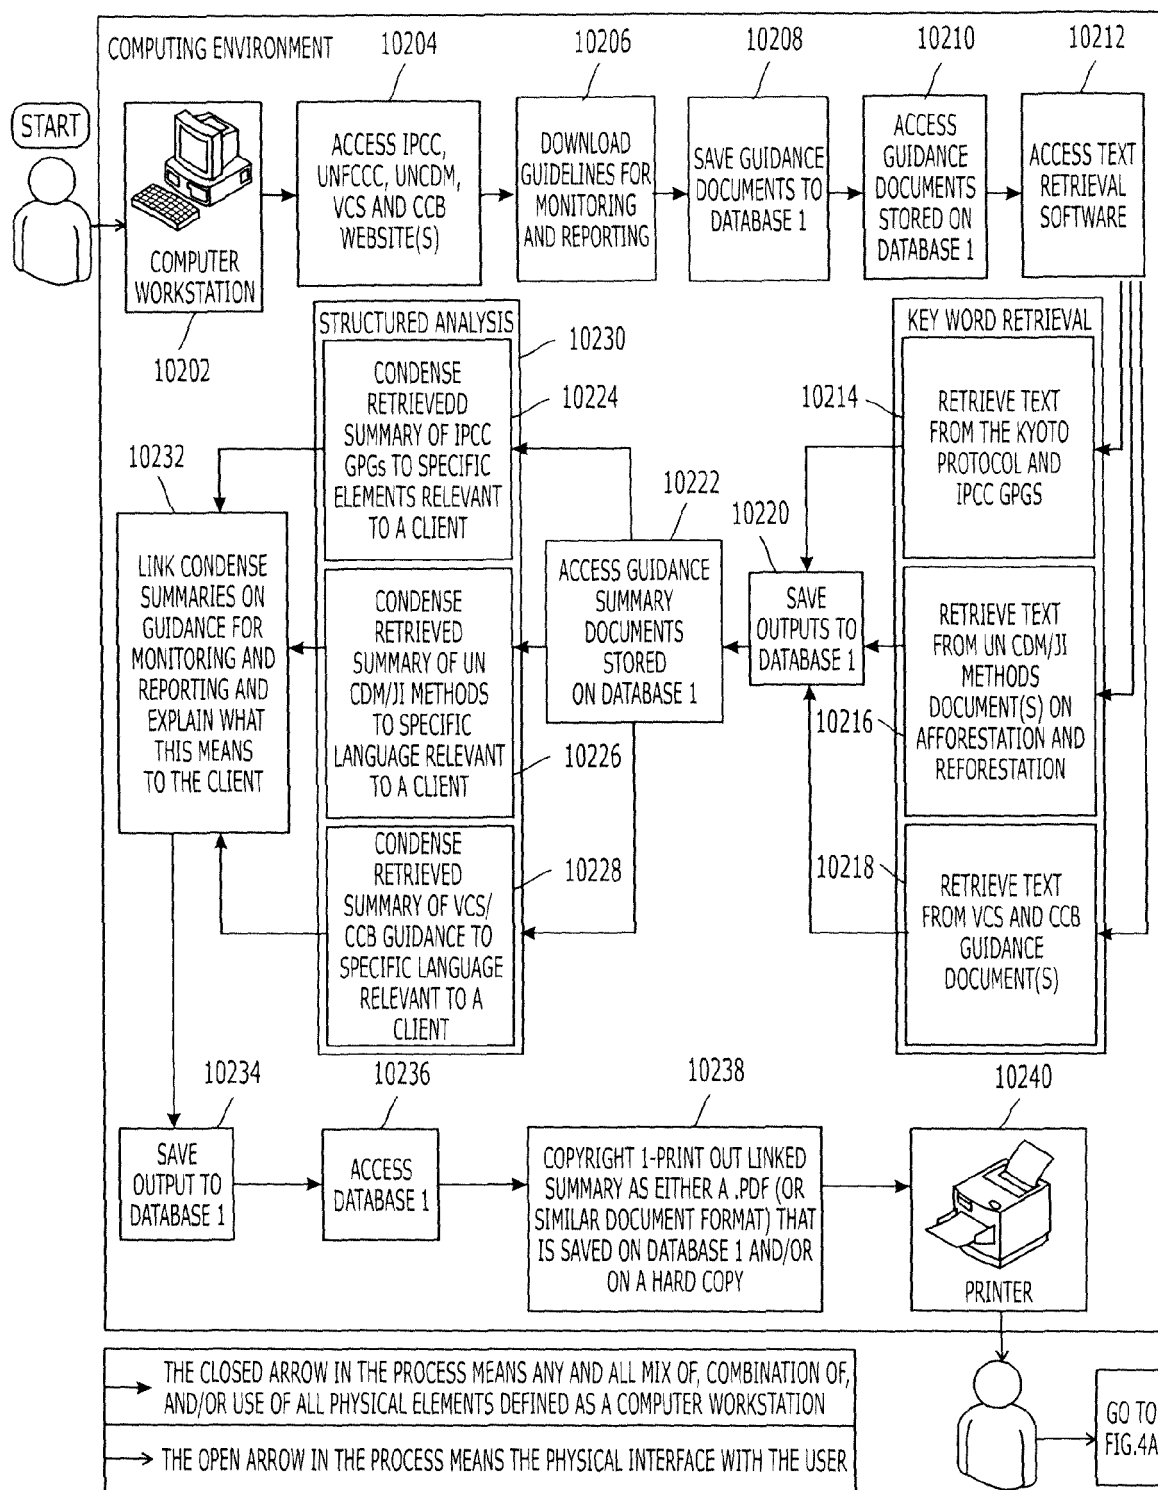 COMPUTING ENVIRONMENT
10204
10206
10208
10210
10212
START
COMPUTER
WORKSTATION
10202
ACCESS IPCC,
UNFCCC, UNCDM,
VCS AND CCB
WEBSITE(S)
DOWNLOAD
GUIDELINES FOR
MONITORING
AND REPORTING
SAVE GUIDANCE
DOCUMENTS TO
DATABASE 1
ACCESS
GUIDANCE
DOCUMENTS
STORED ON
DATABASE 1
ACCESS TEXT
RETRIEVAL
SOFTWARE
KEY WORD RETRIEVAL
10214
RETRIEVE TEXT
FROM THE KYOTO
PROTOCOL AND
IPCC GPGS
RETRIEVE TEXT
FROM UN CDM/JI
METHODS
DOCUMENT(S) ON
AFFORESTATION AND
REFORESTATION
10216
10218
RETRIEVE TEXT
FROM VCS AND CCB
GUIDANCE
DOCUMENT(S)
10220
SAVE
OUTPUTS TO
DATABASE 1
10222
ACCESS GUIDANCE
SUMMARY
DOCUMENTS
STORED
ON DATABASE 1
STRUCTURED ANALYSIS
10230
10224
CONDENSE
RETRIEVEDD
SUMMARY OF IPCC
GPGs TO SPECIFIC
ELEMENTS RELEVANT
TO A CLIENT
CONDENSE
RETRIEVED
SUMMARY OF UN
CDM/JI METHODS
TO SPECIFIC
LANGUAGE RELEVANT
TO A CLIENT
10226
CONDENSE
RETRIEVED
SUMMARY OF VCS/
CCB GUIDANCE TO
SPECIFIC LANGUAGE
RELEVANT TO A
CLIENT
10228
10232
LINK CONDENSE
SUMMARIES ON
GUIDANCE FOR
MONITORING AND
REPORTING AND
EXPLAIN WHAT
THIS MEANS
TO THE CLIENT
10234
SAVE
OUTPUT TO
DATABASE 1
10236
ACCESS
DATABASE 1
10238
COPYRIGHT 1-PRINT OUT LINKED
SUMMARY AS EITHER A .PDF (OR
SIMILAR DOCUMENT FORMAT) THAT
IS SAVED ON DATABASE 1 AND/OR
ON A HARD COPY
10240
PRINTER
THE CLOSED ARROW IN THE PROCESS MEANS ANY AND ALL MIX OF, COMBINATION OF,
AND/OR USE OF ALL PHYSICAL ELEMENTS DEFINED AS A COMPUTER WORKSTATION
THE OPEN ARROW IN THE PROCESS MEANS THE PHYSICAL INTERFACE WITH THE USER
GO TO
FIG.4A